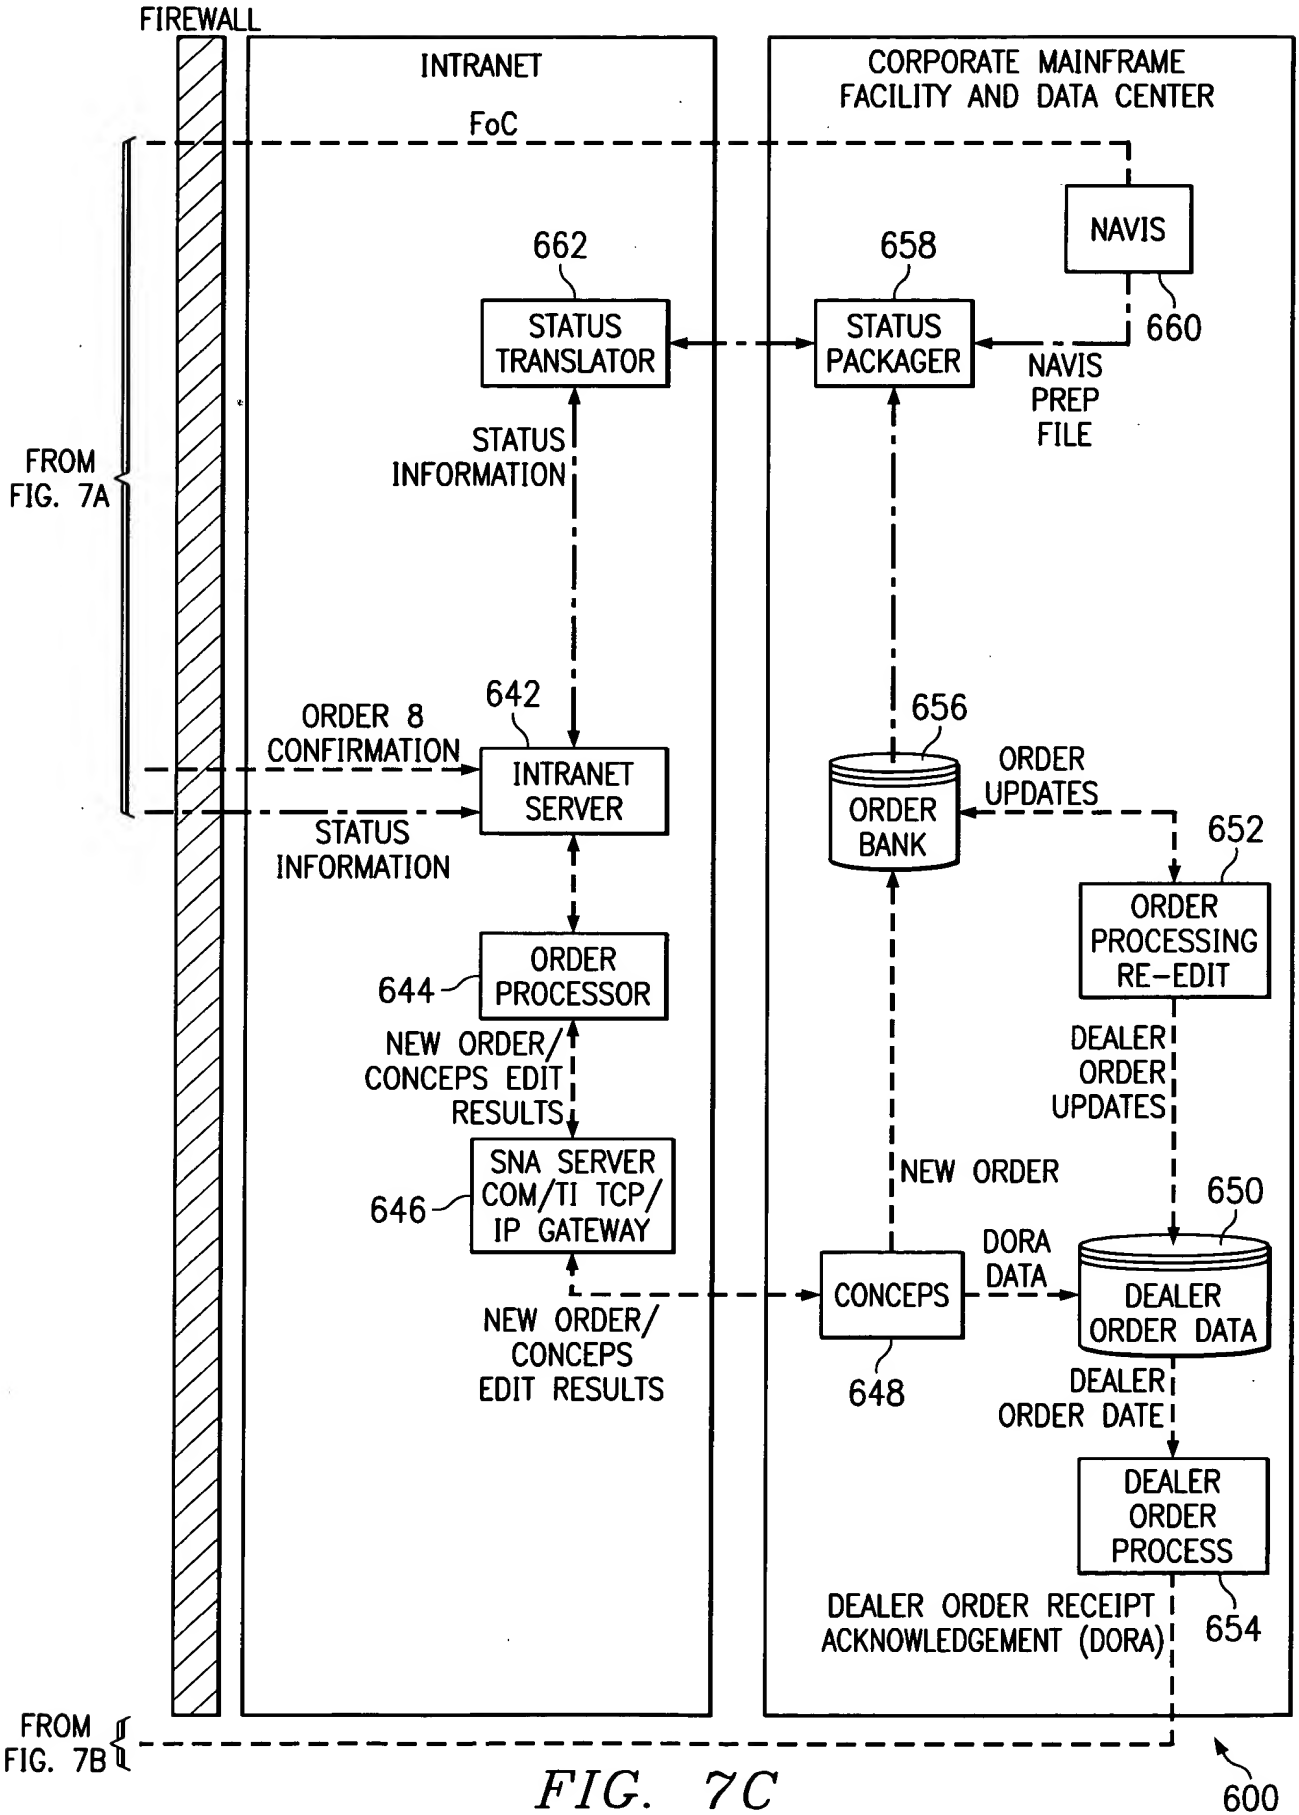 FIREWALL
INTRANET
CORPORATE MAINFRAME
FACILITY AND DATA CENTER
FoC
NAVIS
660
662
STATUS
TRANSLATOR
658
STATUS
PACKAGER
NAVIS
PREP
FILE
STATUS
INFORMATION
FROM
FIG. 7A
642
INTRANET
SERVER
ORDER 8
CONFIRMATION
STATUS
INFORMATION
656
ORDER
BANK
ORDER
UPDATES
652
ORDER
PROCESSING
RE-EDIT
644
ORDER
PROCESSOR
NEW ORDER/
CONCEPS EDIT
RESULTS
DEALER
ORDER
UPDATES
646
SNA SERVER
COM/TI TCP/
IP GATEWAY
NEW ORDER
650
DORA
DATA
CONCEPS
648
DEALER
ORDER DATA
NEW ORDER/
CONCEPS
EDIT RESULTS
DEALER
ORDER DATE
DEALER
ORDER
PROCESS
654
DEALER ORDER RECEIPT
ACKNOWLEDGEMENT (DORA)
FROM
FIG. 7B
600
FIG. 7C